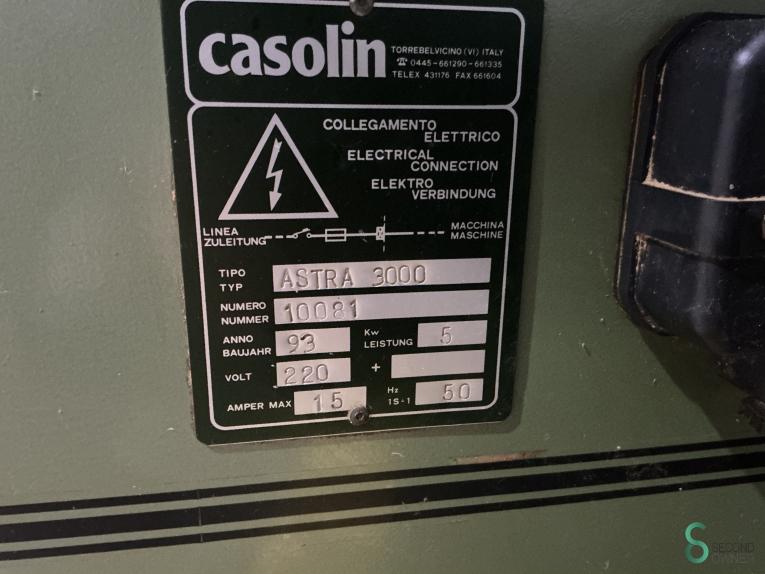 casolin
TORREBELVICINO (VI) ITALY
☎ 0445-661290-661335
TELEX 431176 FAX 661604
COLLEGAMENTO
ELETTRICO
ELECTRICAL
CONNECTION
ELEKTRO
VERBINDUNG
LINEA
ZULEITUNG
MACCHINA
MASCHINE
TIPO
TYP
ASTRA 3000
NUMERO
NUMMER
10081
ANNO
BAUJAHR
93
Kw
LEISTUNG
5
VOLT
220
+
AMPER MAX
15
Hz
1S-1
50
SECOND
OWNER